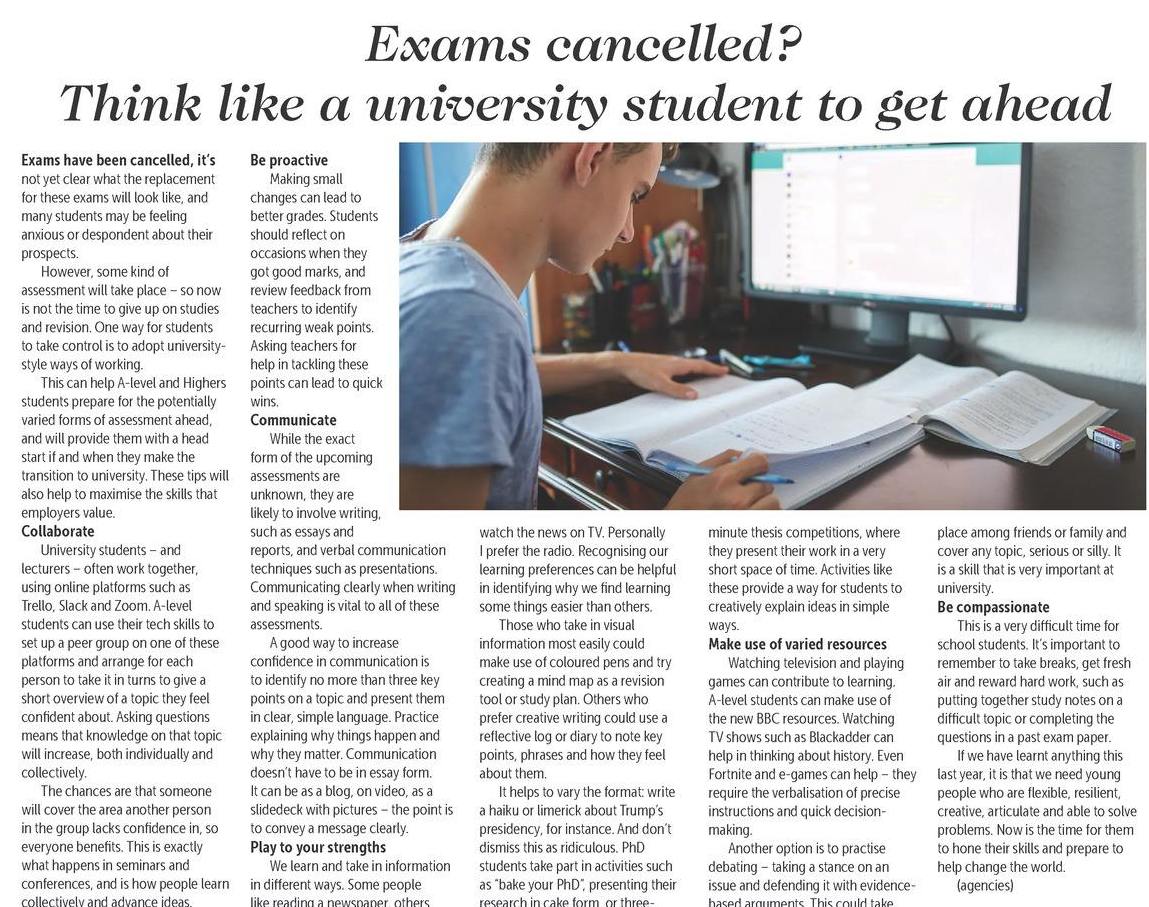 Exams cancelled?
Think like a university student to get ahead
Exams have been cancelled, it's
not yet clear what the replacement
for these exams will look like, and
many students may be feeling
anxious or despondent about their
prospects.
However, some kind of
assessment will take place – so now
is not the time to give up on studies
and revision. One way for students
to take control is to adopt university-
style ways of working.
This can help A-level and Highers
students prepare for the potentially
varied forms of assessment ahead,
and will provide them with a head
start if and when they make the
transition to university. These tips will
also help to maximise the skills that
employers value.
Collaborate
University students – and
lecturers – often work together,
using online platforms such as
Trello, Slack and Zoom. A-level
students can use their tech skills to
set up a peer group on one of these
platforms and arrange for each
person to take it in turns to give a
short overview of a topic they feel
confident about. Asking questions
means that knowledge on that topic
will increase, both individually and
collectively.
The chances are that someone
will cover the area another person
in the group lacks confidence in, so
everyone benefits. This is exactly
what happens in seminars and
conferences, and is how people learn
collectively and advance ideas.
Be proactive
Making small
changes can lead to
better grades. Students
should reflect on
occasions when they
got good marks, and
review feedback from
teachers to identify
recurring weak points.
Asking teachers for
help in tackling these
points can lead to quick
wins.
Communicate
While the exact
form of the upcoming
assessments are
unknown, they are
likely to involve writing,
such as essays and
reports, and verbal communication
techniques such as presentations.
Communicating clearly when writing
and speaking is vital to all of these
assessments.
A good way to increase
confidence in communication is
to identify no more than three key
points on a topic and present them
in clear, simple language. Practice
explaining why things happen and
why they matter. Communication
doesn't have to be in essay form.
It can be as a blog, on video, as a
slidedeck with pictures – the point is
to convey a message clearly.
Play to your strengths
We learn and take in information
in different ways. Some people
like reading a newspaper, others
watch the news on TV. Personally
I prefer the radio. Recognising our
learning preferences can be helpful
in identifying why we find learning
some things easier than others.
Those who take in visual
information most easily could
make use of coloured pens and try
creating a mind map as a revision
tool or study plan. Others who
prefer creative writing could use a
reflective log or diary to note key
points, phrases and how they feel
about them.
It helps to vary the format: write
a haiku or limerick about Trump's
presidency, for instance. And don't
dismiss this as ridiculous. PhD
students take part in activities such
as "bake your PhD", presenting their
research in cake form, or three-
minute thesis competitions, where
they present their work in a very
short space of time. Activities like
these provide a way for students to
creatively explain ideas in simple
ways.
Make use of varied resources
Watching television and playing
games can contribute to learning.
A-level students can make use of
the new BBC resources. Watching
TV shows such as Blackadder can
help in thinking about history. Even
Fortnite and e-games can help – they
require the verbalisation of precise
instructions and quick decision-
making.
Another option is to practise
debating – taking a stance on an
issue and defending it with evidence-
based arguments. This could take
place among friends or family and
cover any topic, serious or silly. It
is a skill that is very important at
university.
Be compassionate
This is a very difficult time for
school students. It's important to
remember to take breaks, get fresh
air and reward hard work, such as
putting together study notes on a
difficult topic or completing the
questions in a past exam paper.
If we have learnt anything this
last year, it is that we need young
people who are flexible, resilient,
creative, articulate and able to solve
problems. Now is the time for them
to hone their skills and prepare to
help change the world.
(agencies)